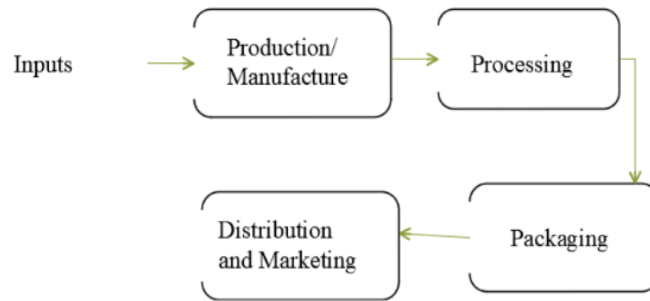 Inputs
Production/
Manufacture
Processing
Packaging
Distribution
and Marketing